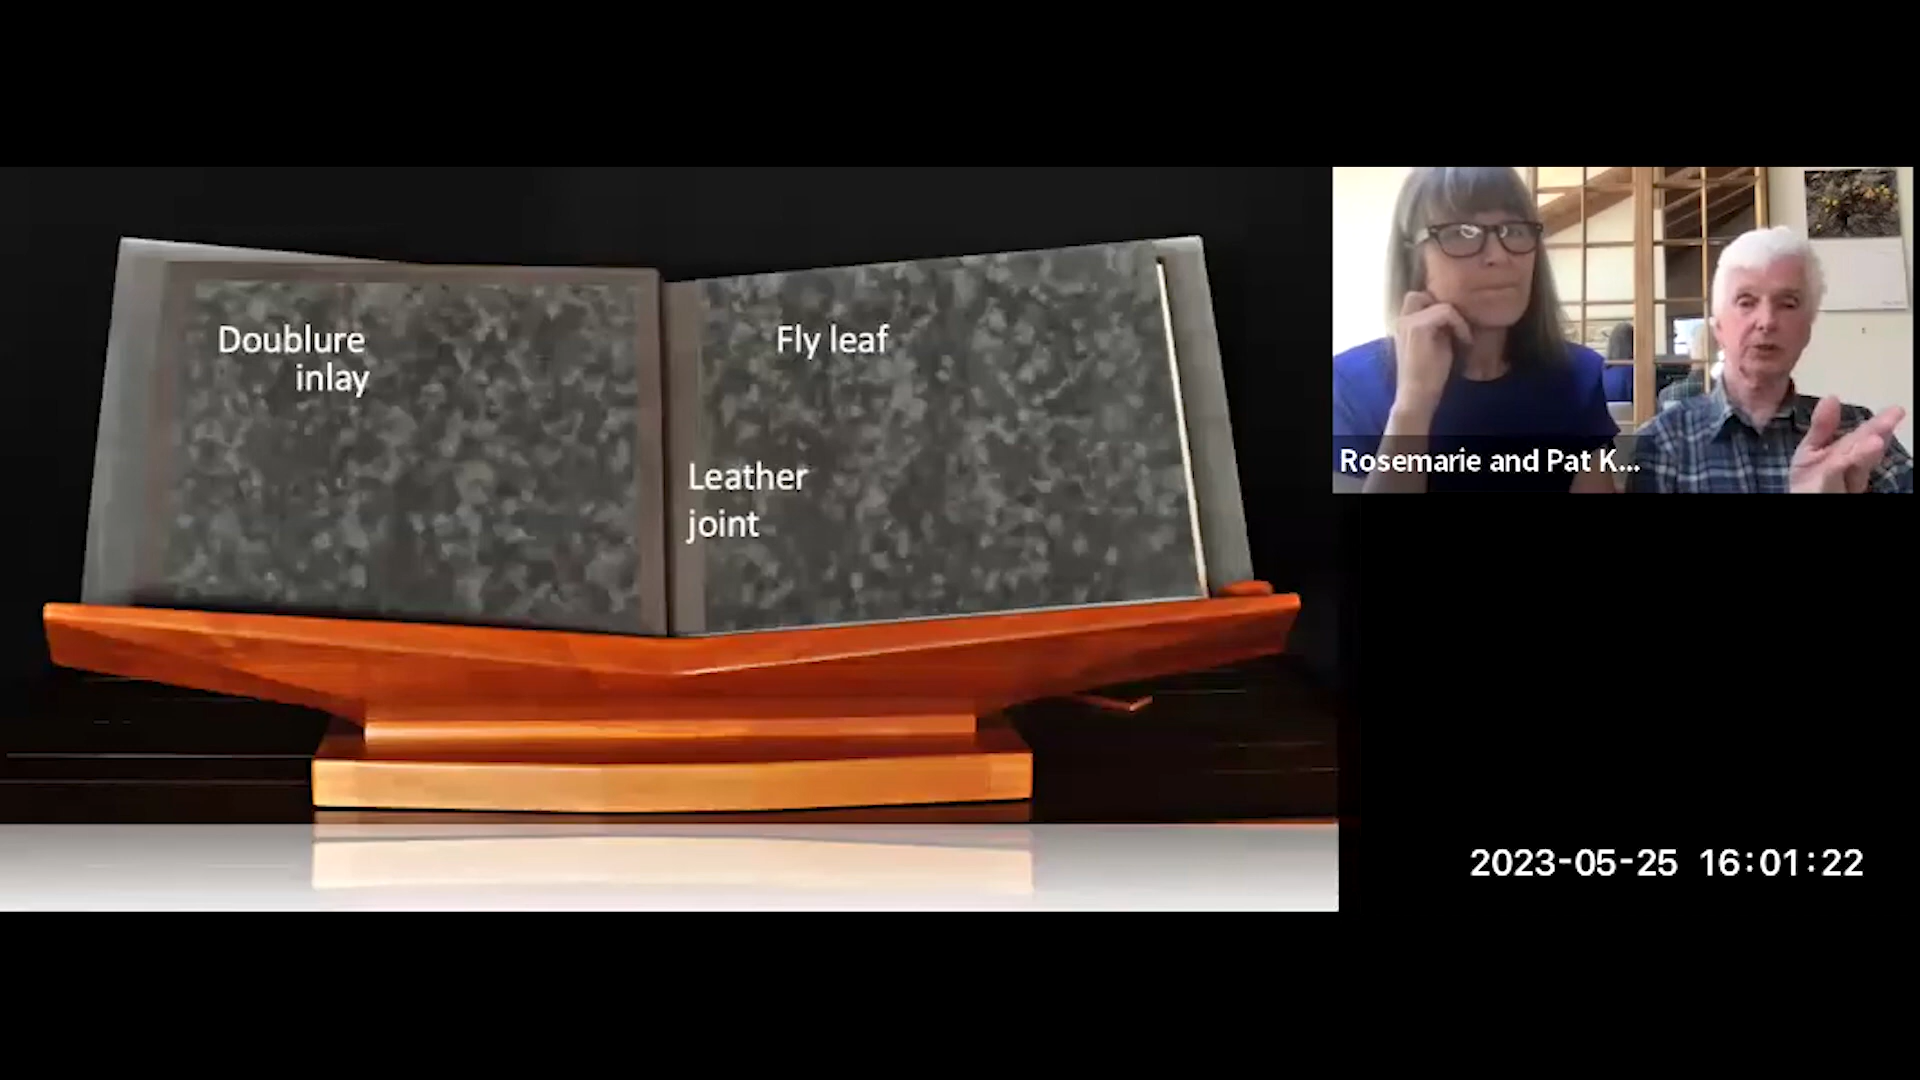 Doublure
inlay
Fly leaf
Leather
joint
Rosemarie and Pat K...
2023-05-25 16:01:22